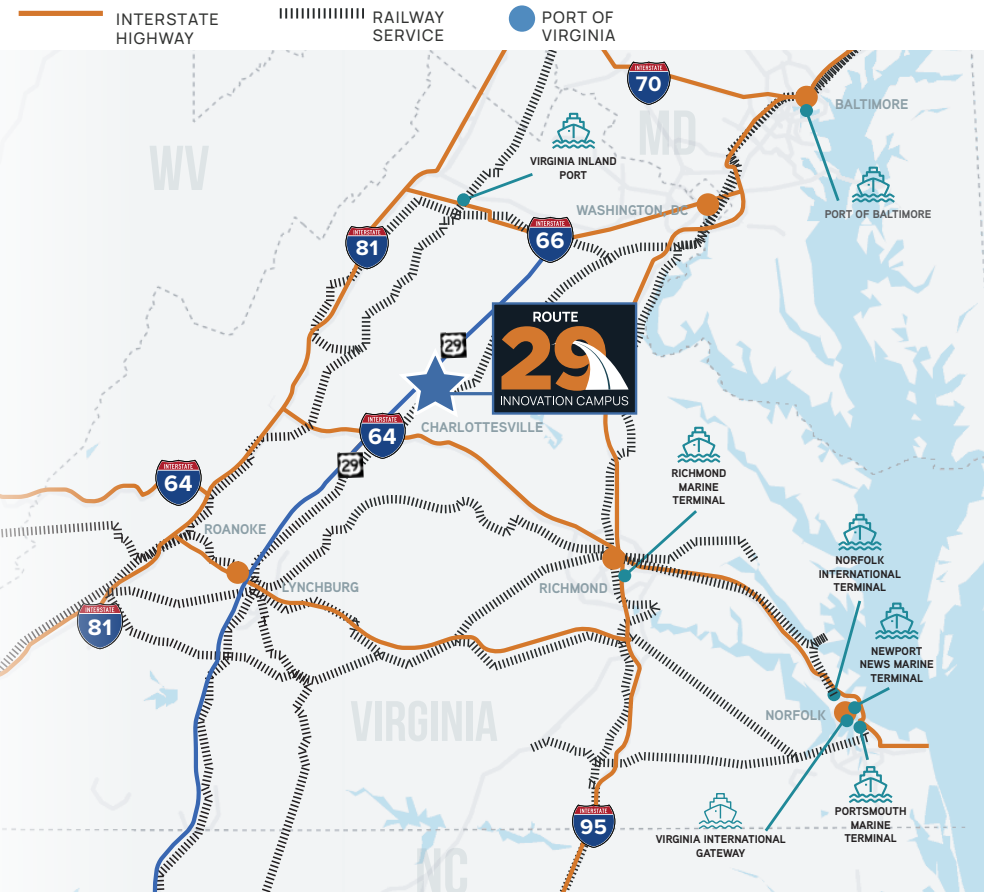 INTERSTATE
HIGHWAY
RAILWAY
SERVICE
PORT OF
VIRGINIA
INTERSTATE
70
BALTIMORE
MD
WV
VIRGINIA INLAND
PORT
WASHINGTON, DC
PORT OF BALTIMORE
INTERSTATE
81
INTERSTATE
66
ROUTE
29
INNOVATION CAMPUS
29
CHARLOTTESVILLE
INTERSTATE
64
29
INTERSTATE
64
RICHMOND
MARINE
TERMINAL
ROANOKE
LYNCHBURG
RICHMOND
NORFOLK
INTERNATIONAL
TERMINAL
INTERSTATE
81
NEWPORT
NEWS MARINE
TERMINAL
VIRGINIA
NORFOLK
INTERSTATE
95
PORTSMOUTH
MARINE
TERMINAL
VIRGINIA INTERNATIONAL
GATEWAY
NC